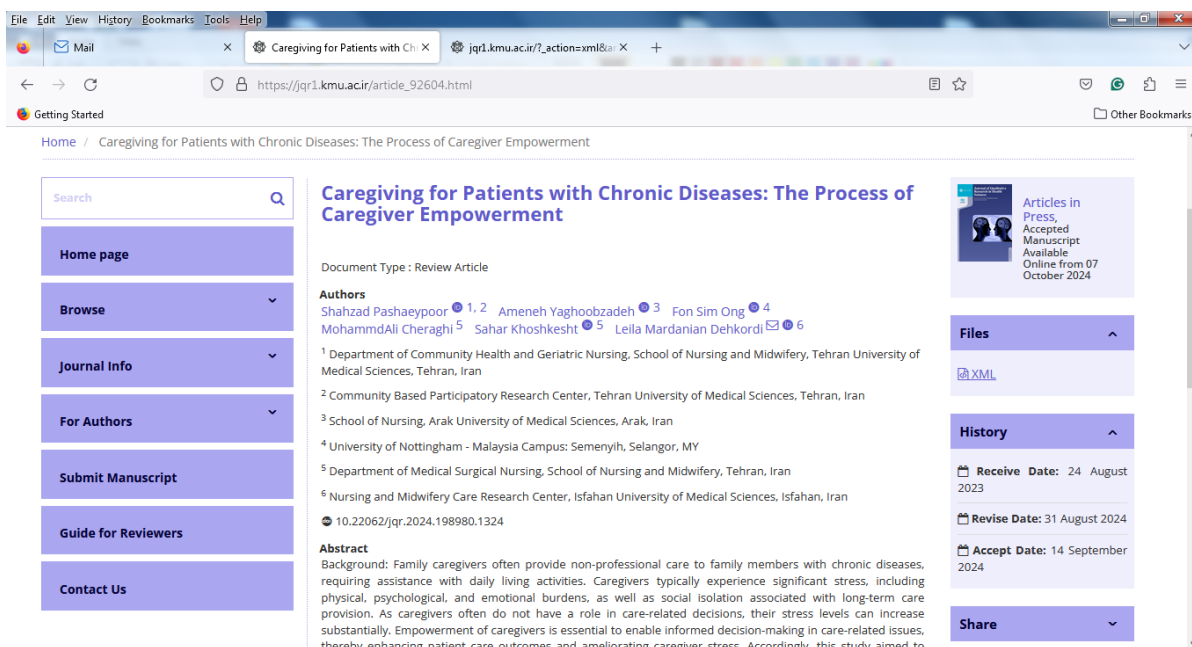 File Edit View History Bookmarks Tools Help
Mail
Caregiving for Patients with Ch
jqr1.kmu.ac.ir/?_action=xml&a
https://jqr1.kmu.ac.ir/article_92604.html
Getting Started
Other Bookmarks
Home / Caregiving for Patients with Chronic Diseases: The Process of Caregiver Empowerment
Search
Home page
Browse
Journal Info
For Authors
Submit Manuscript
Guide for Reviewers
Contact Us
Caregiving for Patients with Chronic Diseases: The Process of
Caregiver Empowerment
Document Type : Review Article
Authors
Shahzad Pashaeypoor 1, 2 Ameneh Yaghoobzadeh 3 Fon Sim Ong 4
MohammdAli Cheraghi 5 Sahar Khoshkesht 5 Leila Mardanian Dehkordi 6
1 Department of Community Health and Geriatric Nursing, School of Nursing and Midwifery, Tehran University of
Medical Sciences, Tehran, Iran
2 Community Based Participatory Research Center, Tehran University of Medical Sciences, Tehran, Iran
3 School of Nursing, Arak University of Medical Sciences, Arak, Iran
4 University of Nottingham - Malaysia Campus: Semenyih, Selangor, MY
5 Department of Medical Surgical Nursing, School of Nursing and Midwifery, Tehran, Iran
6 Nursing and Midwifery Care Research Center, Isfahan University of Medical Sciences, Isfahan, Iran
10.22062/jqr.2024.198980.1324
Abstract
Background: Family caregivers often provide non-professional care to family members with chronic diseases,
requiring assistance with daily living activities. Caregivers typically experience significant stress, including
physical, psychological, and emotional burdens, as well as social isolation associated with long-term care
provision. As caregivers often do not have a role in care-related decisions, their stress levels can increase
substantially. Empowerment of caregivers is essential to enable informed decision-making in care-related issues,
thereby enhancing patient care outcomes and ameliorating caregiver stress. Accordingly, this study aimed to
Articles in
Press,
Accepted
Manuscript
Available
Online from 07
October 2024
Files
XML
History
Receive Date: 24 August
2023
Revise Date: 31 August 2024
Accept Date: 14 September
2024
Share